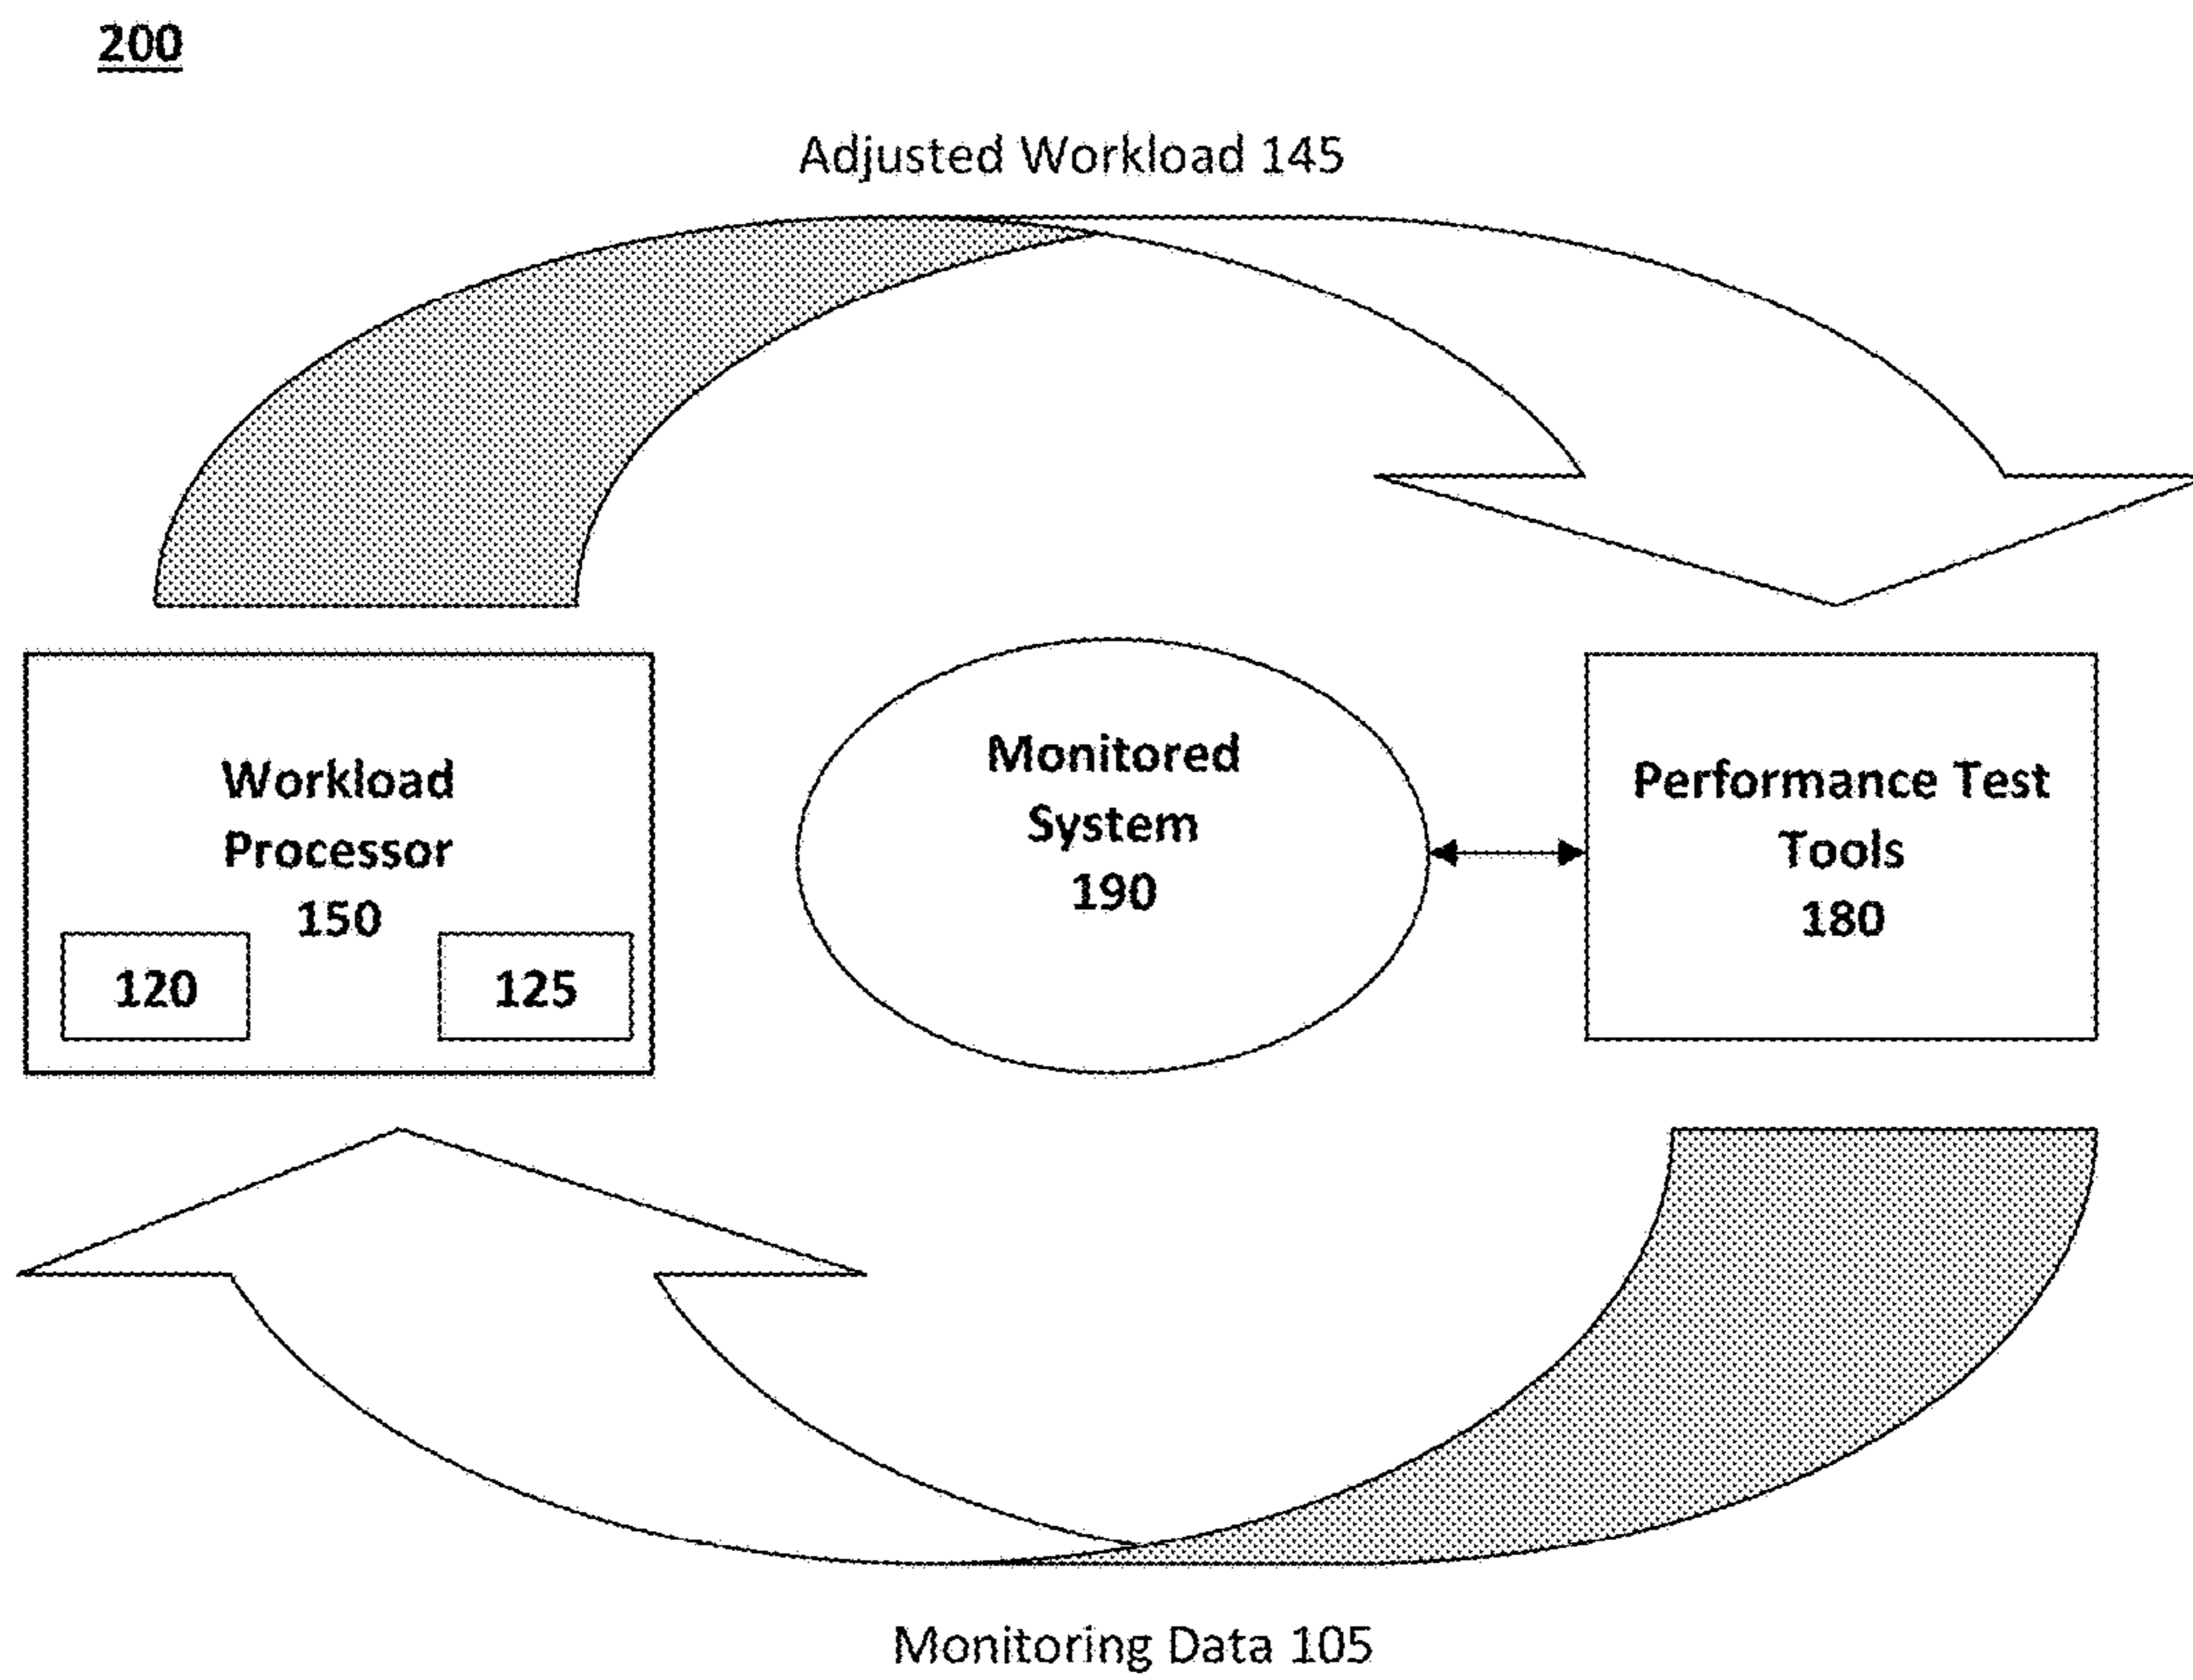 200
Adjusted Workload 145
Workload
Processor
150
120
125
Monitored
System
190
Performance Test
Tools
180
Monitoring Data 105